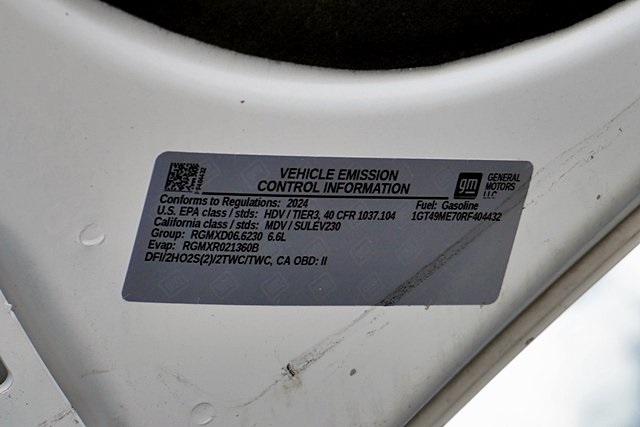 VEHICLE EMISSION
CONTROL INFORMATION
gm
GENERAL
MOTORS
LLC
Conforms to Regulations: 2024
Fuel: Gasoline
U.S. EPA class / stds: HDV / TIER3, 40 CFR 1037.104
1GT49ME70RF404432
California class / stds: MDV / SULEV230
Group: RGMXD06.6230 6.6L
Evap: RGMXR021360B
DFI/2HO2S(2)/2TWC/TWC, CA OBD: II